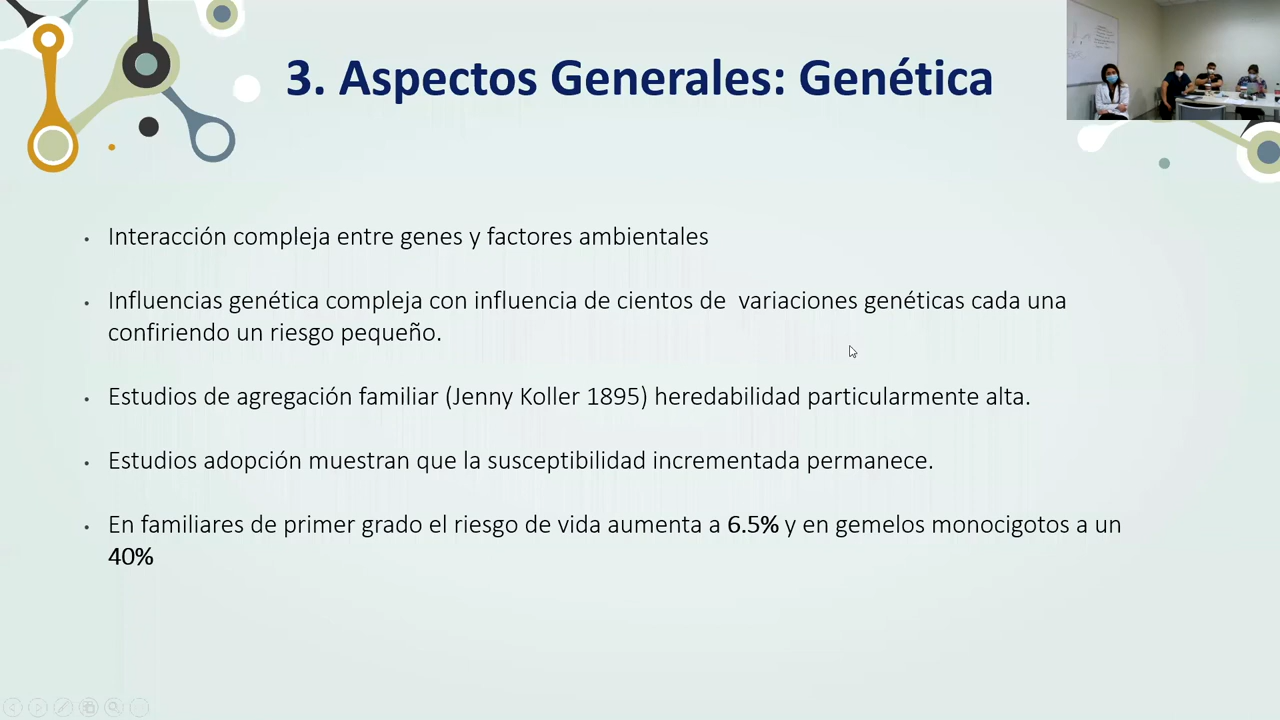 3. Aspectos Generales: Genética
• Interacción compleja entre genes y factores ambientales
• Influencias genética compleja con influencia de cientos de variaciones genéticas cada una
confiriendo un riesgo pequeño.
• Estudios de agregación familiar (Jenny Koller 1895) heredabilidad particularmente alta.
• Estudios adopción muestran que la susceptibilidad incrementada permanece.
• En familiares de primer grado el riesgo de vida aumenta a 6.5% y en gemelos monocigotos a un
40%